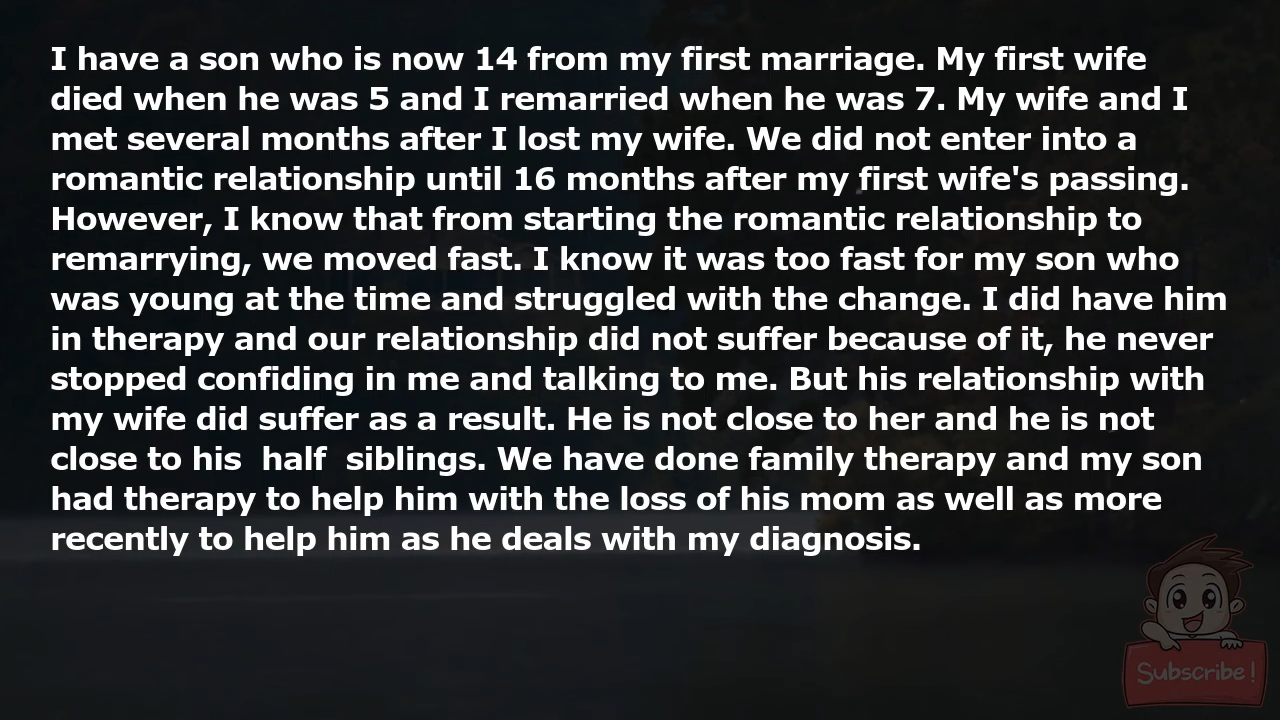 I have a son who is now 14 from my first marriage. My first wife
died when he was 5 and I remarried when he was 7. My wife and I
met several months after I lost my wife. We did not enter into a
romantic relationship until 16 months after my first wife's passing.
However, I know that from starting the romantic relationship to
remarrying, we moved fast. I know it was too fast for my son who
was young at the time and struggled with the change. I did have him
in therapy and our relationship did not suffer because of it, he never
stopped confiding in me and talking to me. But his relationship with
my wife did suffer as a result. He is not close to her and he is not
close to his  half  siblings. We have done family therapy and my son
had therapy to help him with the loss of his mom as well as more
recently to help him as he deals with my diagnosis.
Subscribe!